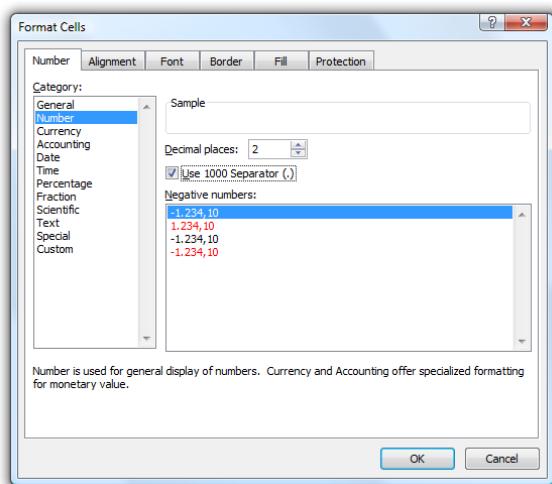 Format Cells
Number Alignment Font Border Fill Protection
Category:
General
Number
Currency
Accounting
Date
Time
Percentage
Fraction
Scientific
Text
Special
Custom
Sample
Decimal places: 2
Use 1000 Separator (.)
Negative numbers:
-1.234,10
1.234,10
-1.234,10
-1.234,10
Number is used for general display of numbers. Currency and Accounting offer specialized formatting
for monetary value.
OK Cancel